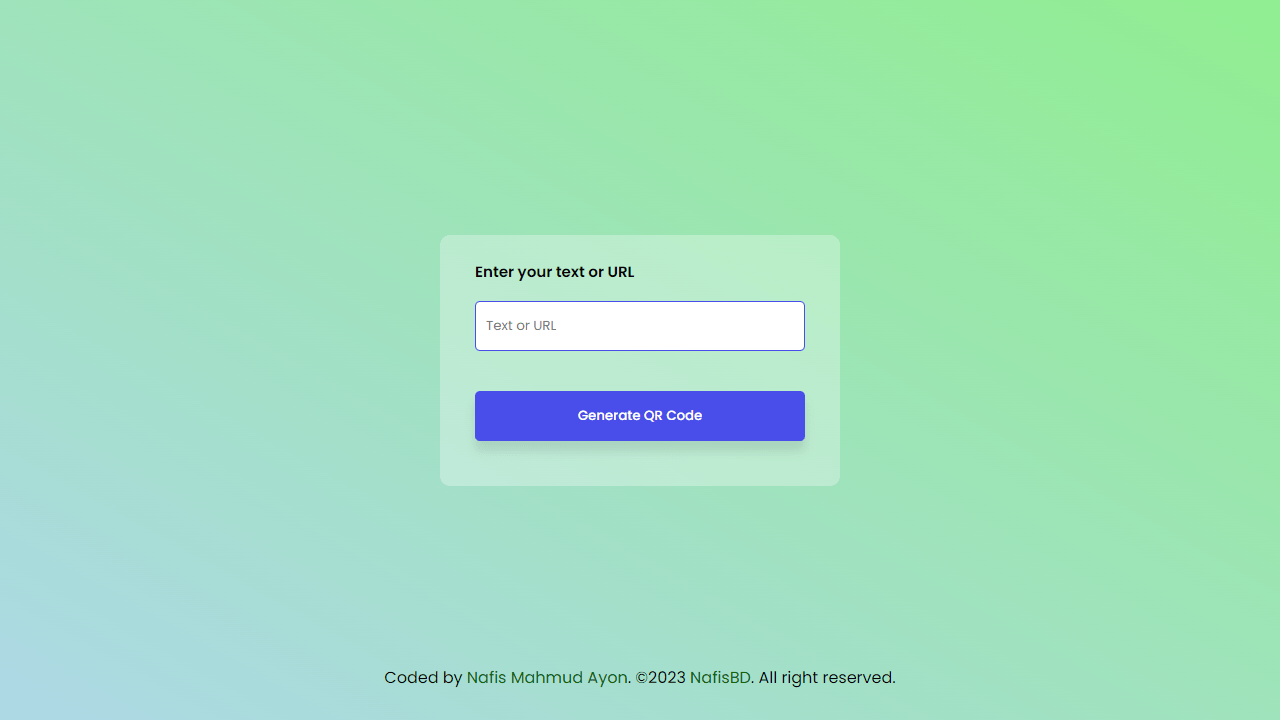 Enter your text or URL
Text or URL
Generate QR Code
Coded by Nafis Mahmud Ayon. ©2023 NafisBD. All right reserved.